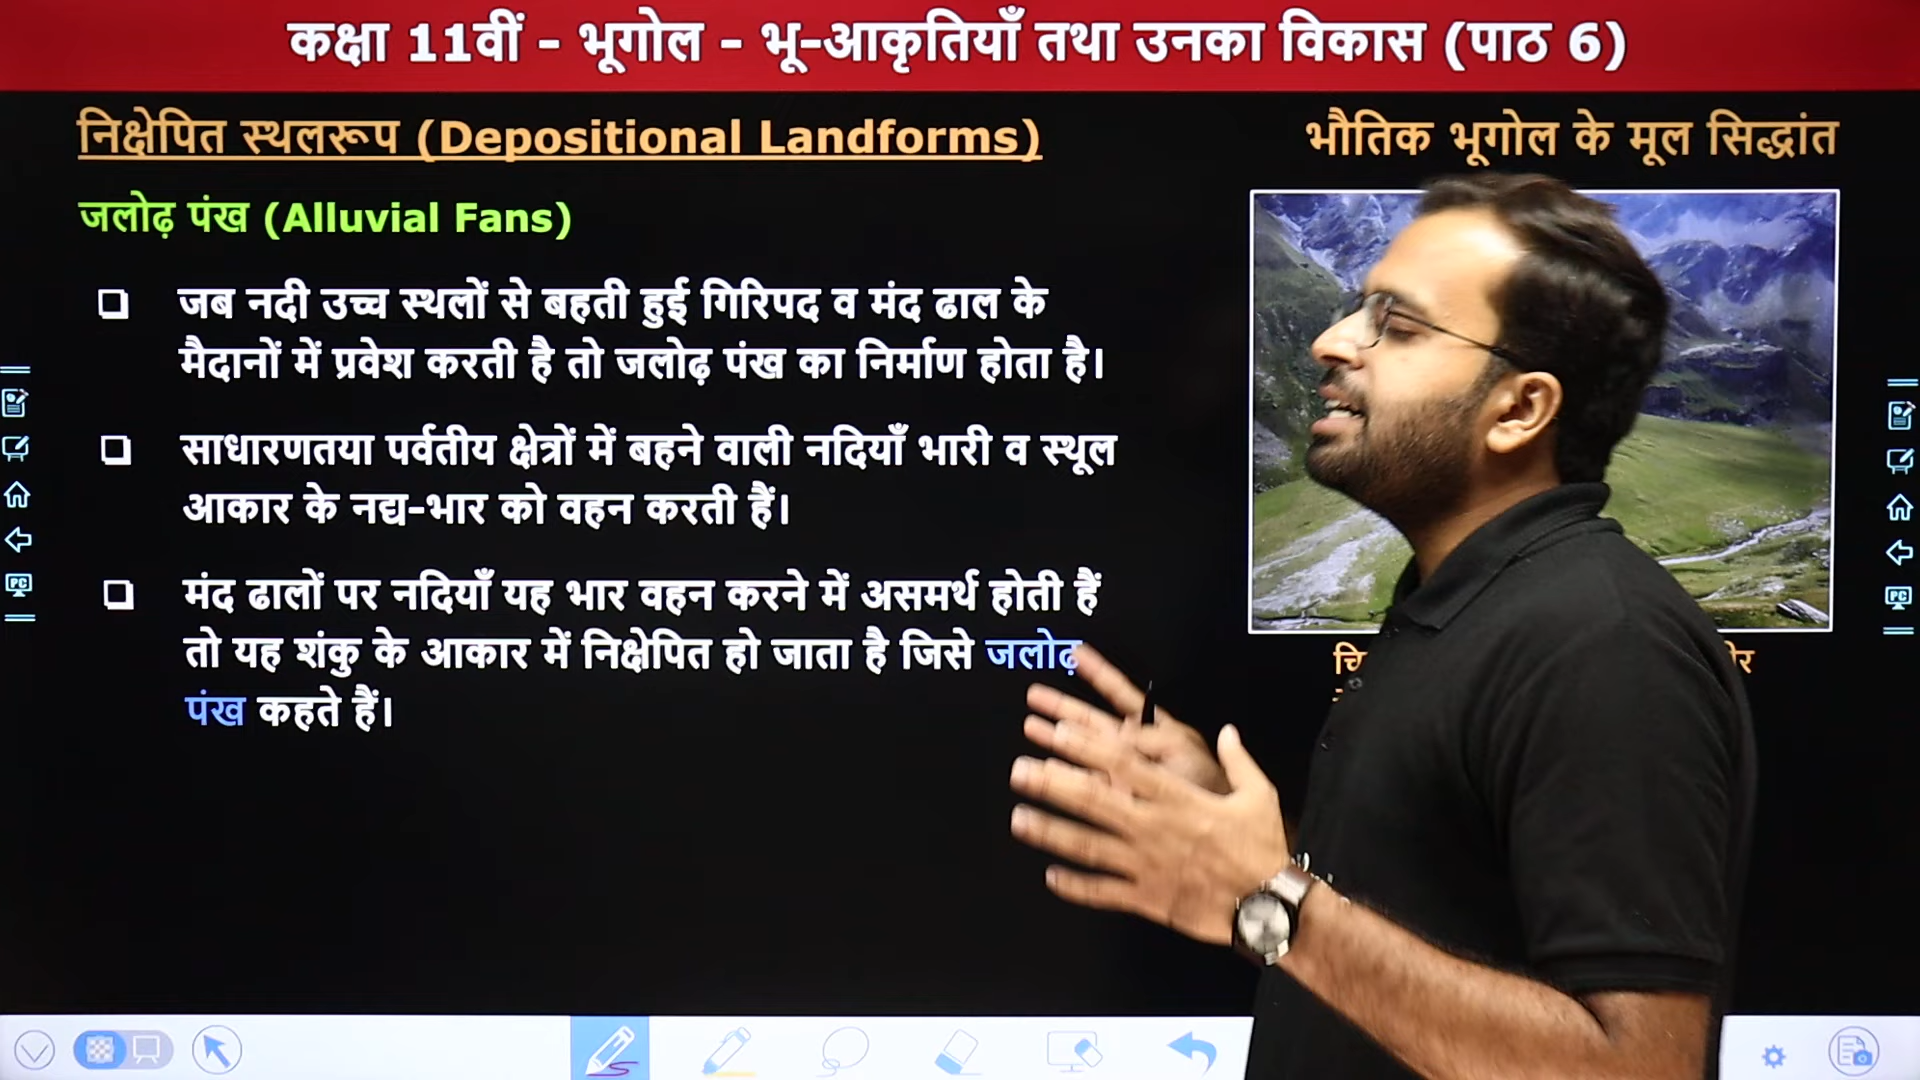 कक्षा 11वीं - भूगोल - भू-आकृतियाँ तथा उनका विकास (पाठ 6)
निक्षेपित स्थलरूप (Depositional Landforms)
भौतिक भूगोल के मूल सिद्धांत
जलोढ़ पंख (Alluvial Fans)
❑ जब नदी उच्च स्थलों से बहती हुई गिरिपद व मंद ढाल के
मैदानों में प्रवेश करती है तो जलोढ़ पंख का निर्माण होता है।
❑ साधारणतया पर्वतीय क्षेत्रों में बहने वाली नदियाँ भारी व स्थूल
आकार के नद्य-भार को वहन करती हैं।
❑ मंद ढालों पर नदियाँ यह भार वहन करने में असमर्थ होती हैं
तो यह शंकु के आकार में निक्षेपित हो जाता है जिसे जलोढ़
पंख कहते हैं।
PC
PC